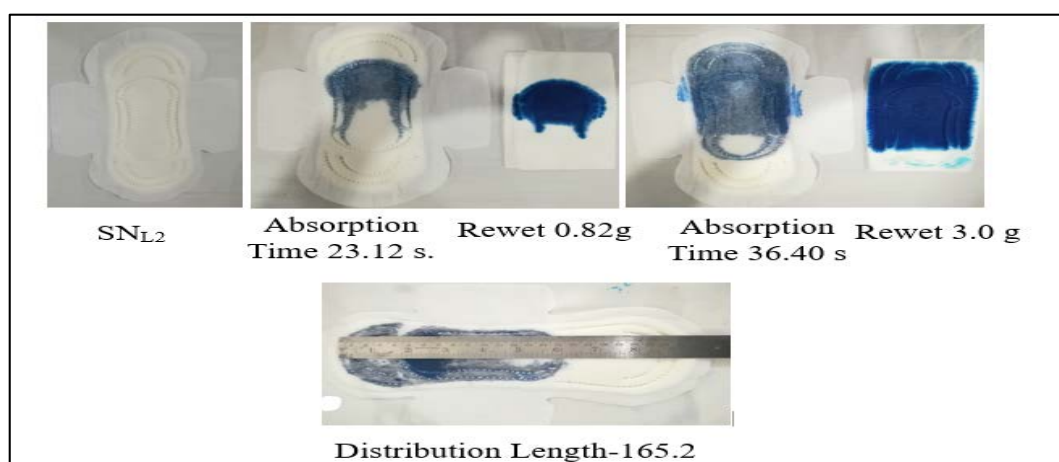 SNL2
Absorption
Time 23.12 s.
Rewet 0.82g
Absorption
Time 36.40 s
Rewet 3.0 g
Distribution Length-165.2